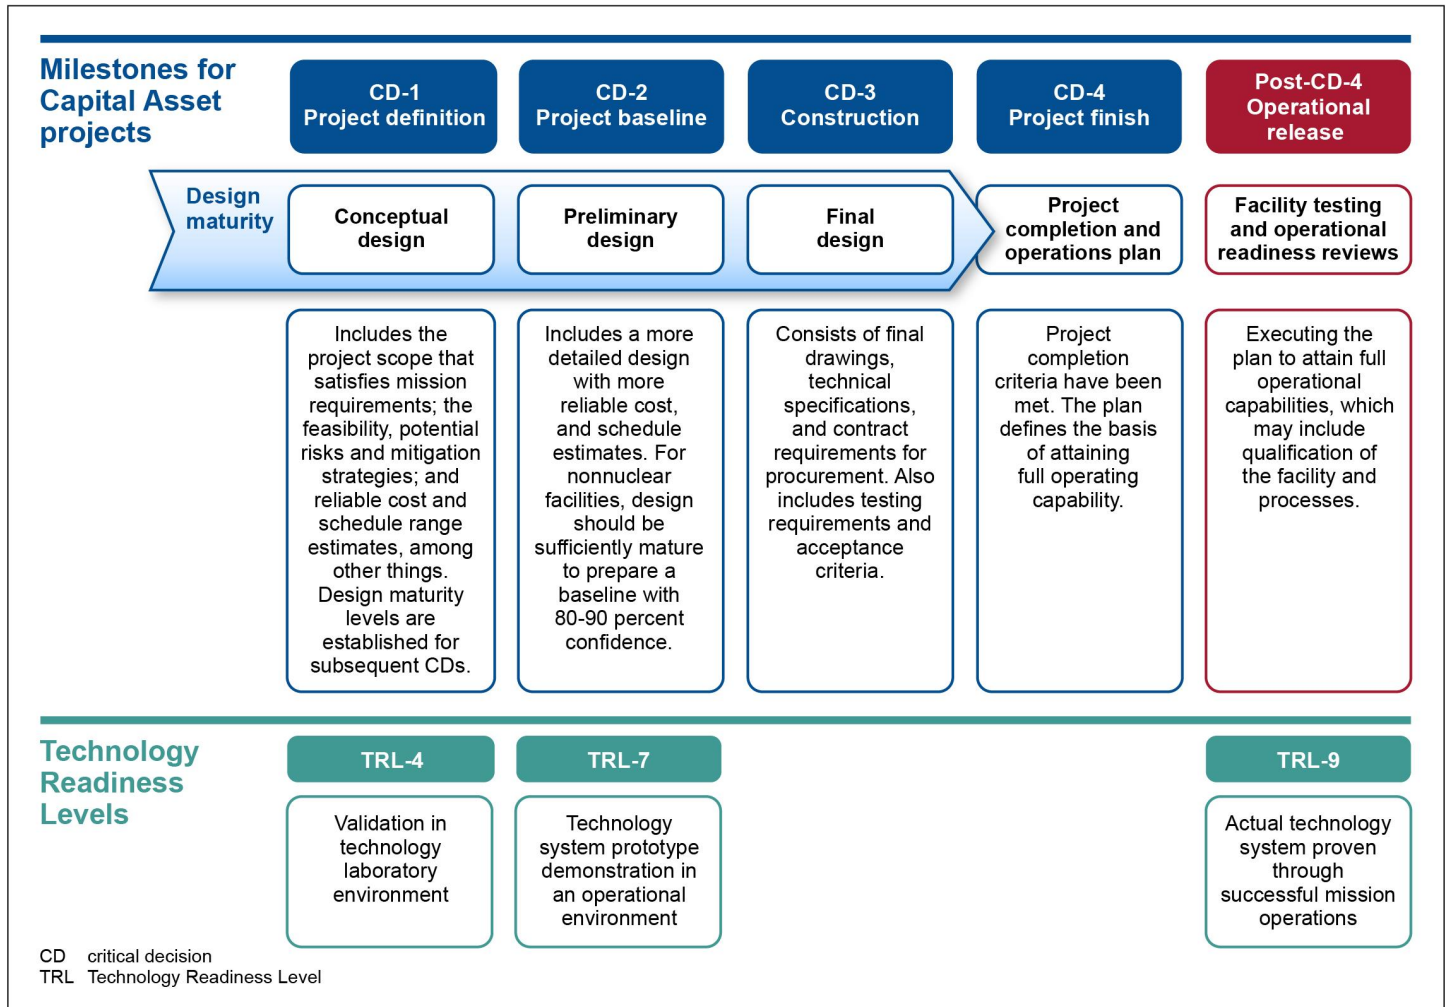 Milestones for
Capital Asset
projects
CD-1
Project definition
CD-2
Project baseline
CD-3
Construction
CD-4
Project finish
Post-CD-4
Operational
release
Design
maturity
Conceptual
design
Preliminary
design
Final
design
Project
completion and
operations plan
Facility testing
and operational
readiness reviews
Includes the
project scope that
satisfies mission
requirements; the
feasibility, potential
risks and mitigation
strategies; and
reliable cost and
schedule range
estimates, among
other things.
Design maturity
levels are
established for
subsequent CDs.
Includes a more
detailed design
with more
reliable cost,
and schedule
estimates. For
nonnuclear
facilities, design
should be
sufficiently mature
to prepare a
baseline with
80-90 percent
confidence.
Consists of final
drawings,
technical
specifications,
and contract
requirements for
procurement. Also
includes testing
requirements and
acceptance
criteria.
Project
completion
criteria have been
met. The plan
defines the basis
of attaining
full operating
capability.
Executing the
plan to attain full
operational
capabilities, which
may include
qualification of
the facility and
processes.
Technology
Readiness
Levels
TRL-4
TRL-7
TRL-9
Validation in
technology
laboratory
environment
Technology
system prototype
demonstration in
an operational
environment
Actual technology
system proven
through
successful mission
operations
CD critical decision
TRL Technology Readiness Level